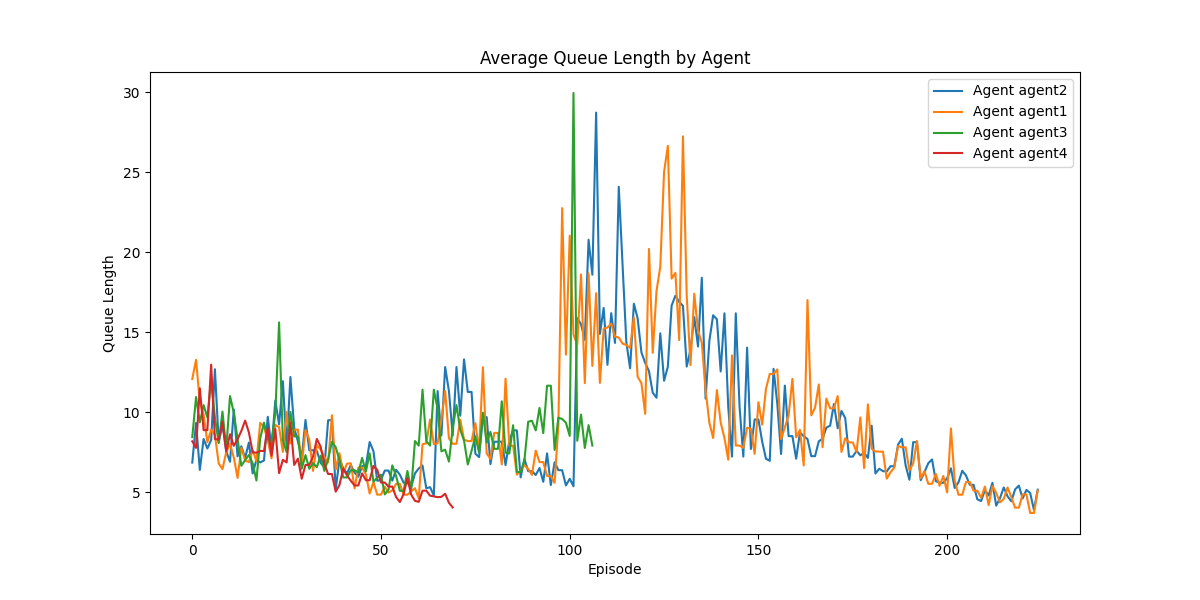 Average Queue Length by Agent
Queue Length
30
25
20
15
10
5
Agent agent2
Agent agent1
Agent agent3
Agent agent4
0
50
100
150
200
Episode